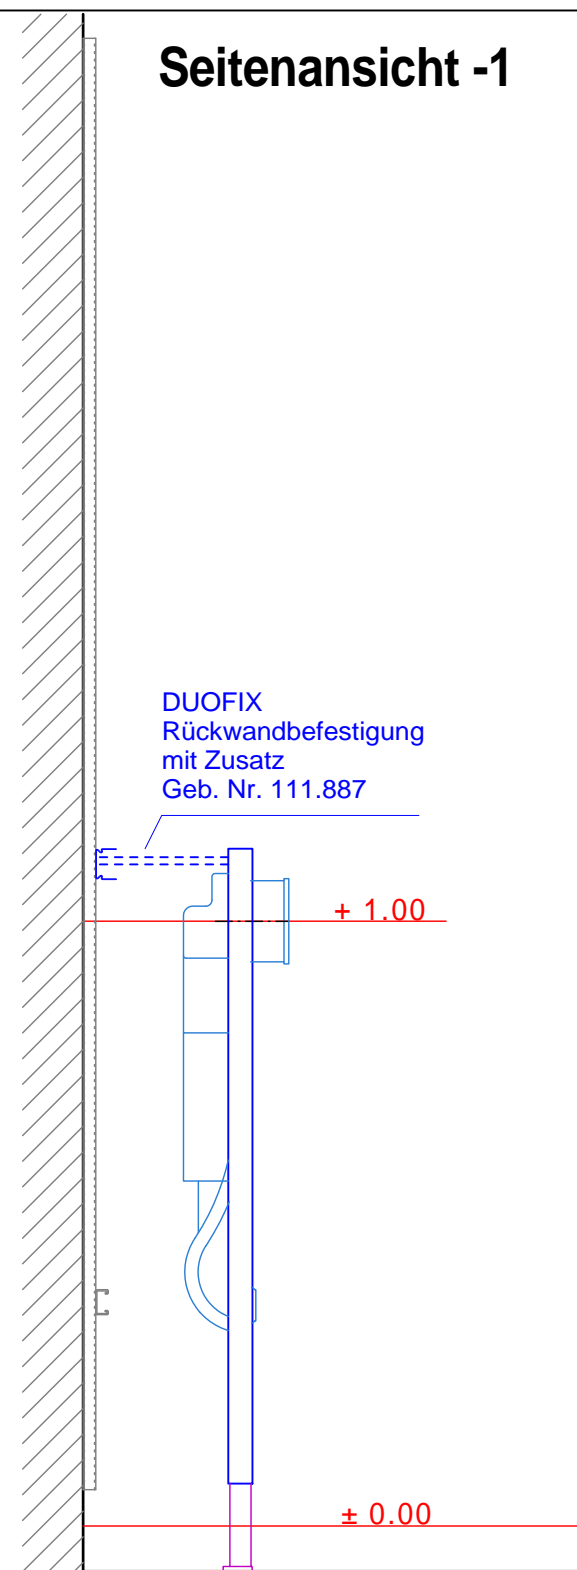 Seitenansicht -1
DUOFIX
Rückwandbefestigung
mit Zusatz
Geb. Nr. 111.887
+ 1.00
± 0.00